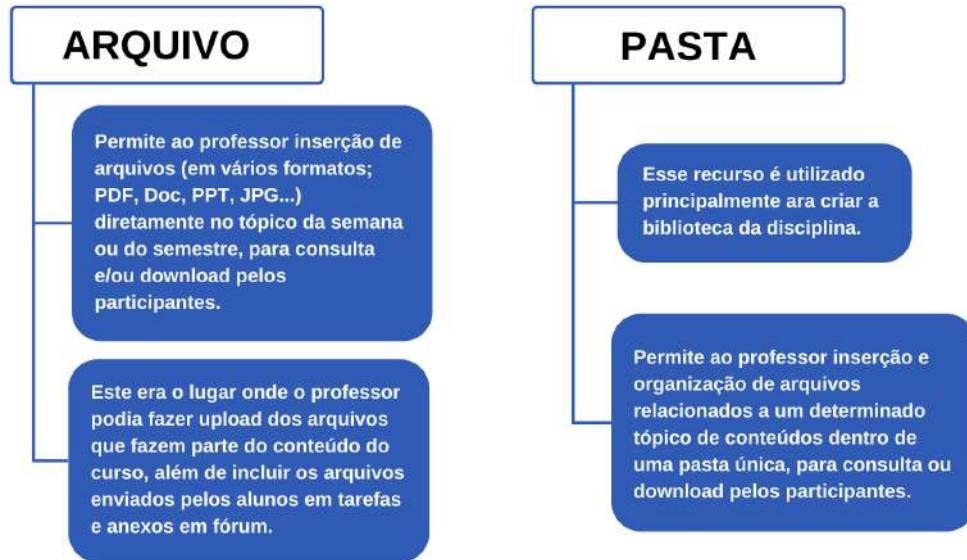 ARQUIVO
Permite ao professor inserção de
arquivos (em vários formatos;
PDF, Doc, PPT, JPG...)
diretamente no tópico da semana
ou do semestre, para consulta
e/ou download pelos
participantes.
Este era o lugar onde o professor
podia fazer upload dos arquivos
que fazem parte do conteúdo do
curso, além de incluir os arquivos
enviados pelos alunos em tarefas
e anexos em fórum.
PASTA
Esse recurso é utilizado
principalmente ara criar a
biblioteca da disciplina.
Permite ao professor inserção e
organização de arquivos
relacionados a um determinado
tópico de conteúdos dentro de
uma pasta única, para consulta ou
download pelos participantes.